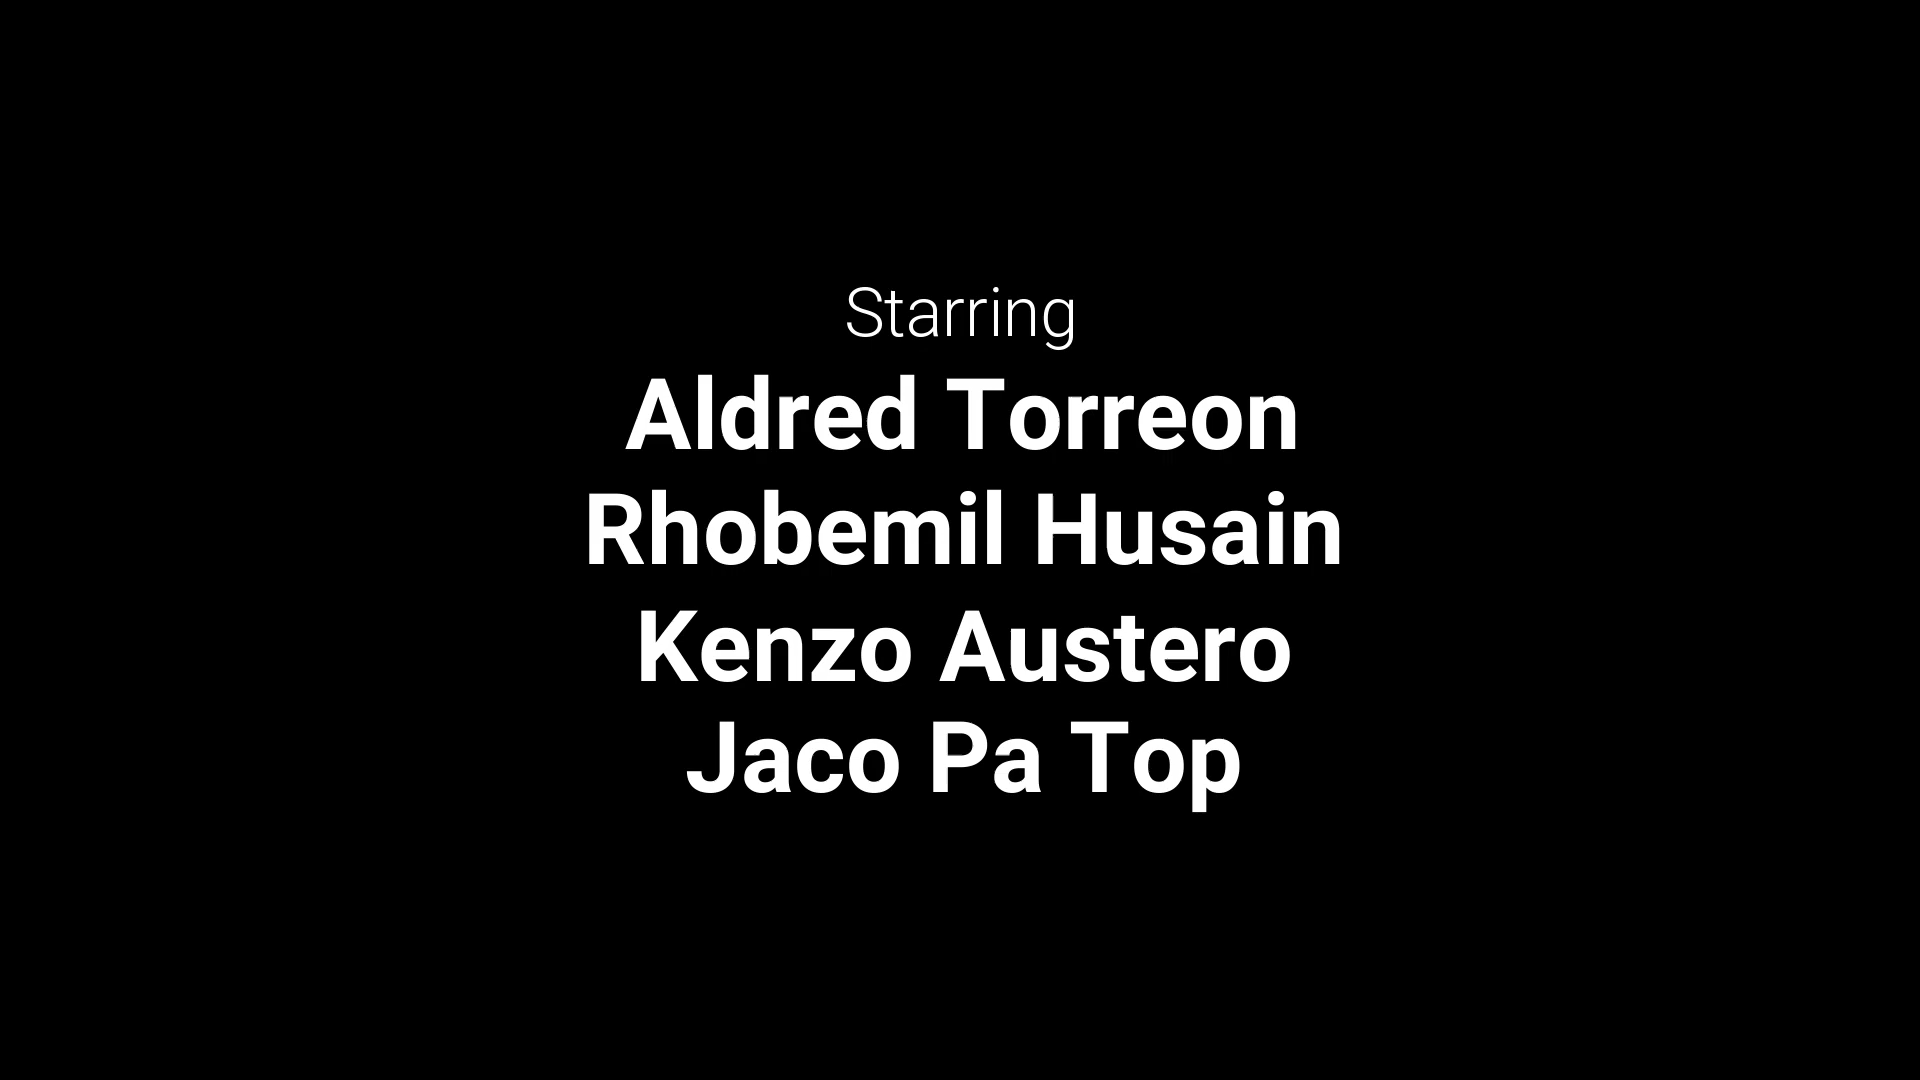 Starring
Aldred Torreon
Rhobemil Husain
Kenzo Austero
Jaco Pa Top